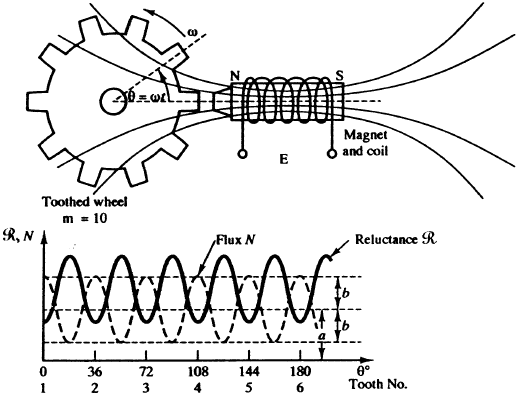 ω
N S
θ = ωt
Magnet
and coil
E
Toothed wheel
m = 10
ℛ, N
Flux N
Reluctance ℛ
b
b
a
0 36 72 108 144 180 θ°
1 2 3 4 5 6 Tooth No.